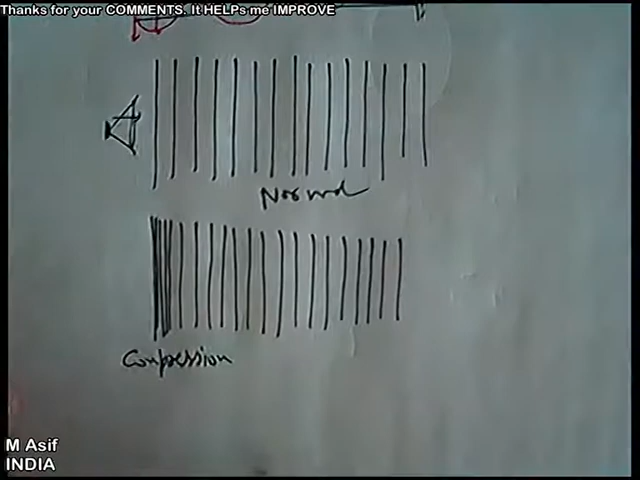 Thanks for your COMMENTS. It HELPs me IMPROVE
Normal
Compression
M Asif
INDIA